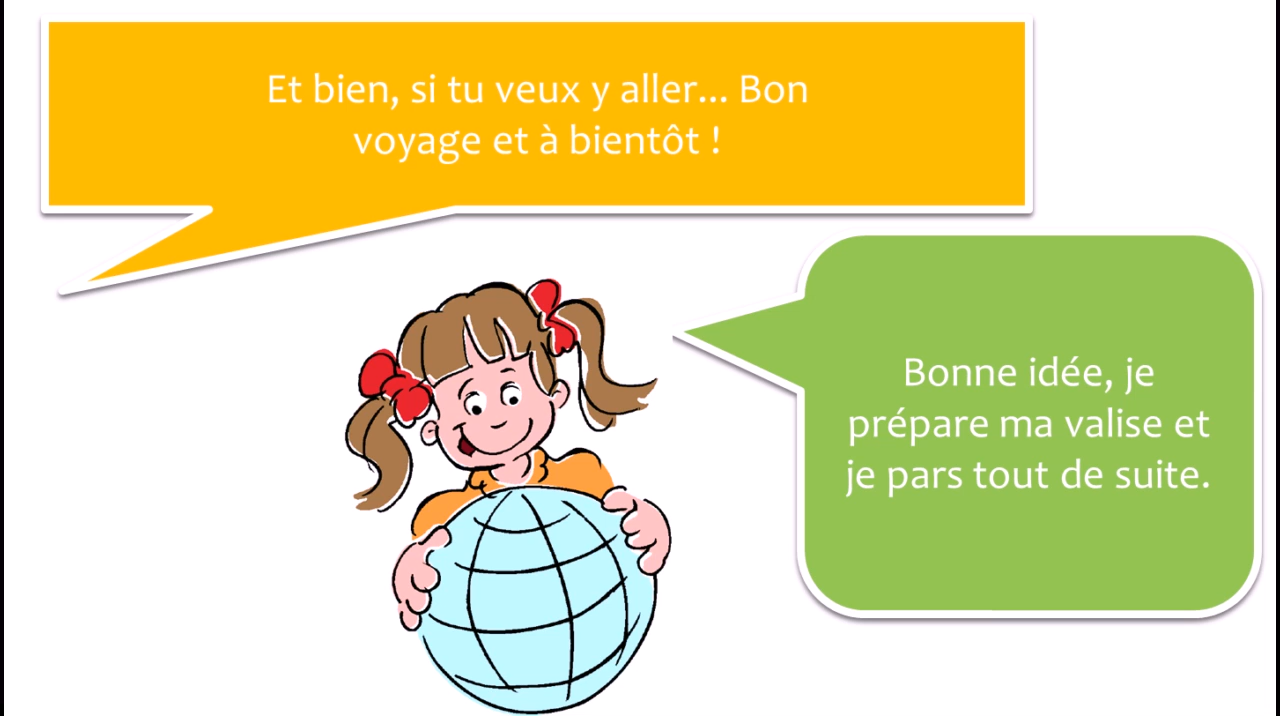 Et bien, si tu veux y aller... Bon
voyage et à bientôt !
Bonne idée, je
prépare ma valise et
je pars tout de suite.